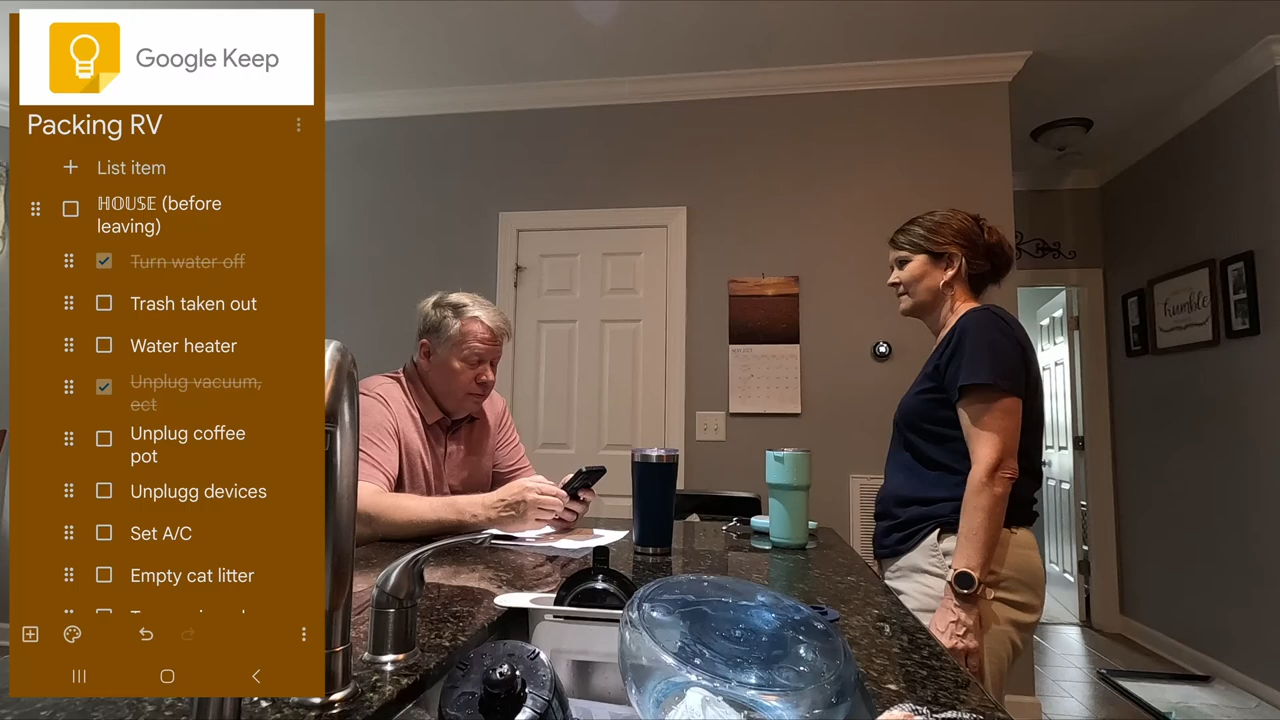 Google Keep
Packing RV
List item
ℍ𝕆𝕌𝕊𝔼 (before
leaving)
Turn water off
Trash taken out
Water heater
Unplug vacuum,
ect
Unplug coffee
pot
Unplugg devices
Set A/C
Empty cat litter
humble